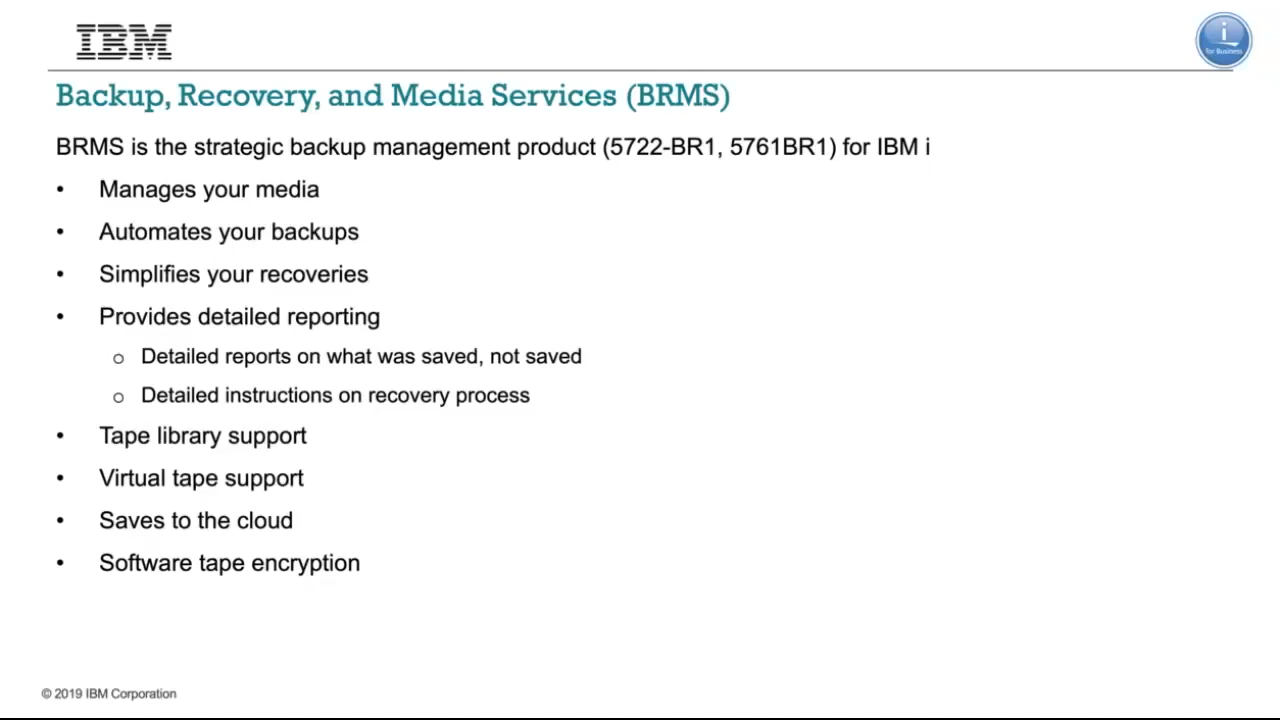 IBM
i
for Business
Backup, Recovery, and Media Services (BRMS)
BRMS is the strategic backup management product (5722-BR1, 5761BR1) for IBM i
• Manages your media
• Automates your backups
• Simplifies your recoveries
• Provides detailed reporting
o Detailed reports on what was saved, not saved
o Detailed instructions on recovery process
• Tape library support
• Virtual tape support
• Saves to the cloud
• Software tape encryption
© 2019 IBM Corporation